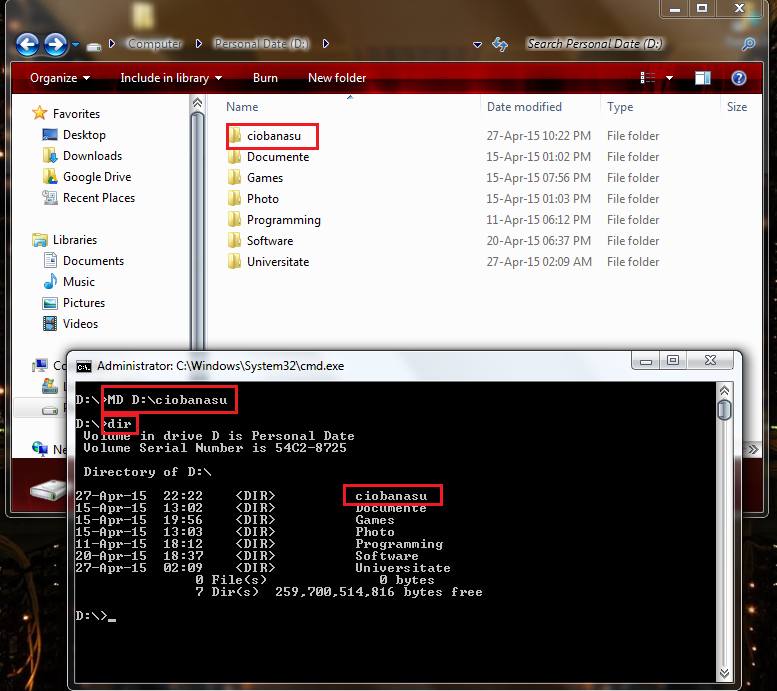 Computer Personal Date (D:) Search Personal Date (D:)
Organize Include in library Burn New folder
Name Date modified Type Size
Favorites
Desktop
Downloads
Google Drive
Recent Places
Libraries
Documents
Music
Pictures
Videos
ciobanasu 27-Apr-15 10:22 PM File folder
Documente 15-Apr-15 01:02 PM File folder
Games 15-Apr-15 07:56 PM File folder
Photo 15-Apr-15 01:03 PM File folder
Programming 11-Apr-15 06:12 PM File folder
Software 20-Apr-15 06:37 PM File folder
Universitate 27-Apr-15 02:09 AM File folder
Administrator: C:\Windows\System32\cmd.exe
D:\>MD D:\ciobanasu
D:\>dir
Volume in drive D is Personal Date
Volume Serial Number is 54C2-8725
Directory of D:\
27-Apr-15 22:22 <DIR> ciobanasu
15-Apr-15 13:02 <DIR> Documente
15-Apr-15 19:56 <DIR> Games
15-Apr-15 13:03 <DIR> Photo
11-Apr-15 18:12 <DIR> Programming
20-Apr-15 18:37 <DIR> Software
27-Apr-15 02:09 <DIR> Universitate
0 File(s) 0 bytes
7 Dir(s) 259,700,514,816 bytes free
D:\>_